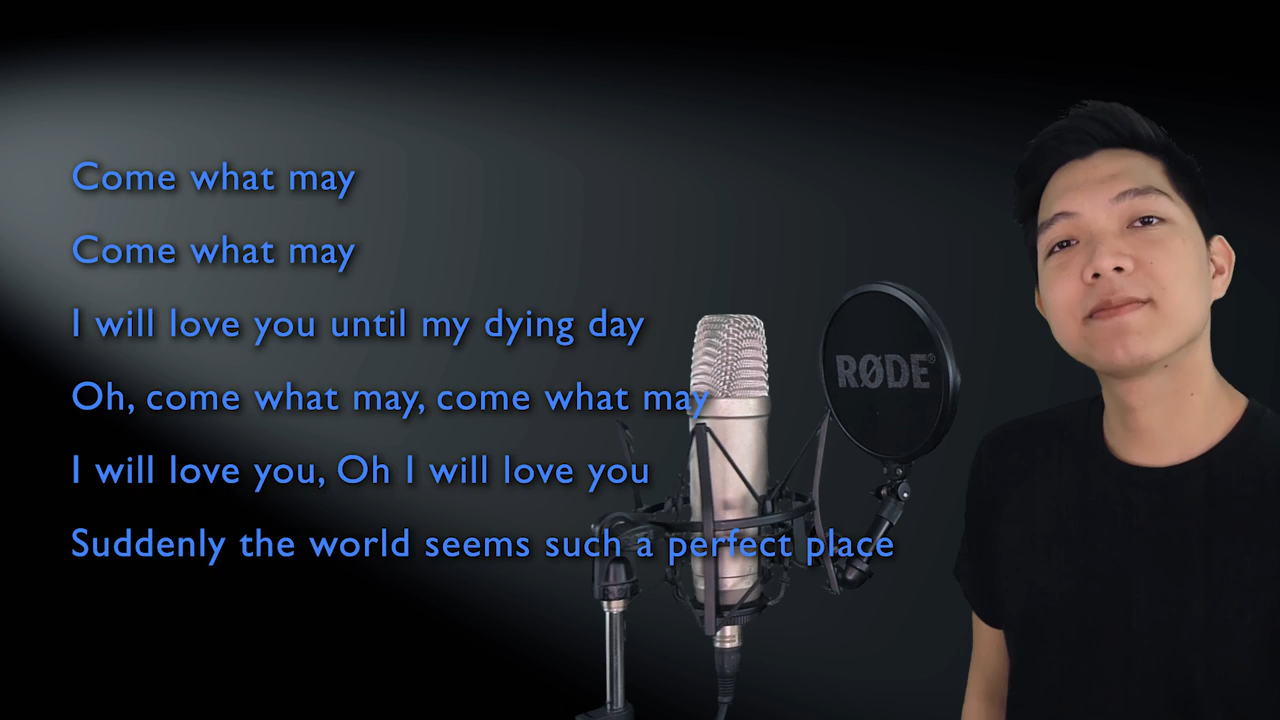 Come what may
Come what may
I will love you until my dying day
Oh, come what may, come what may
I will love you, Oh I will love you
Suddenly the world seems such a perfect place
RØDE®